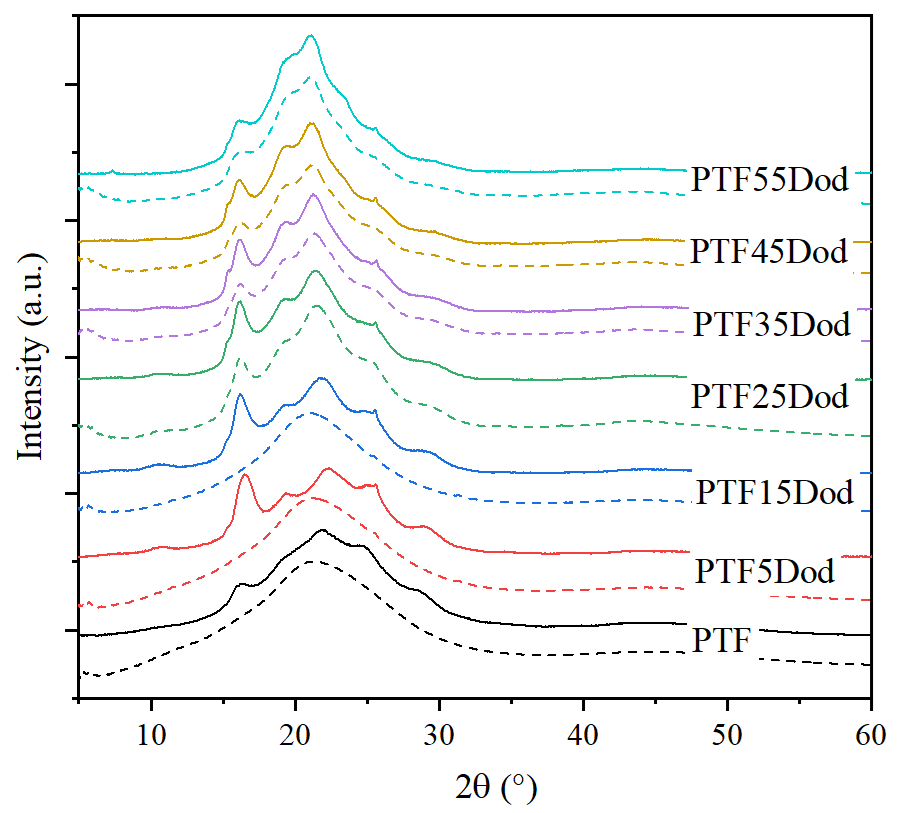 PTF55Dod
PTF45Dod
PTF35Dod
PTF25Dod
PTF15Dod
PTF5Dod
PTF
Intensity (a.u.)
10 20 30 40 50 60
2θ (°)